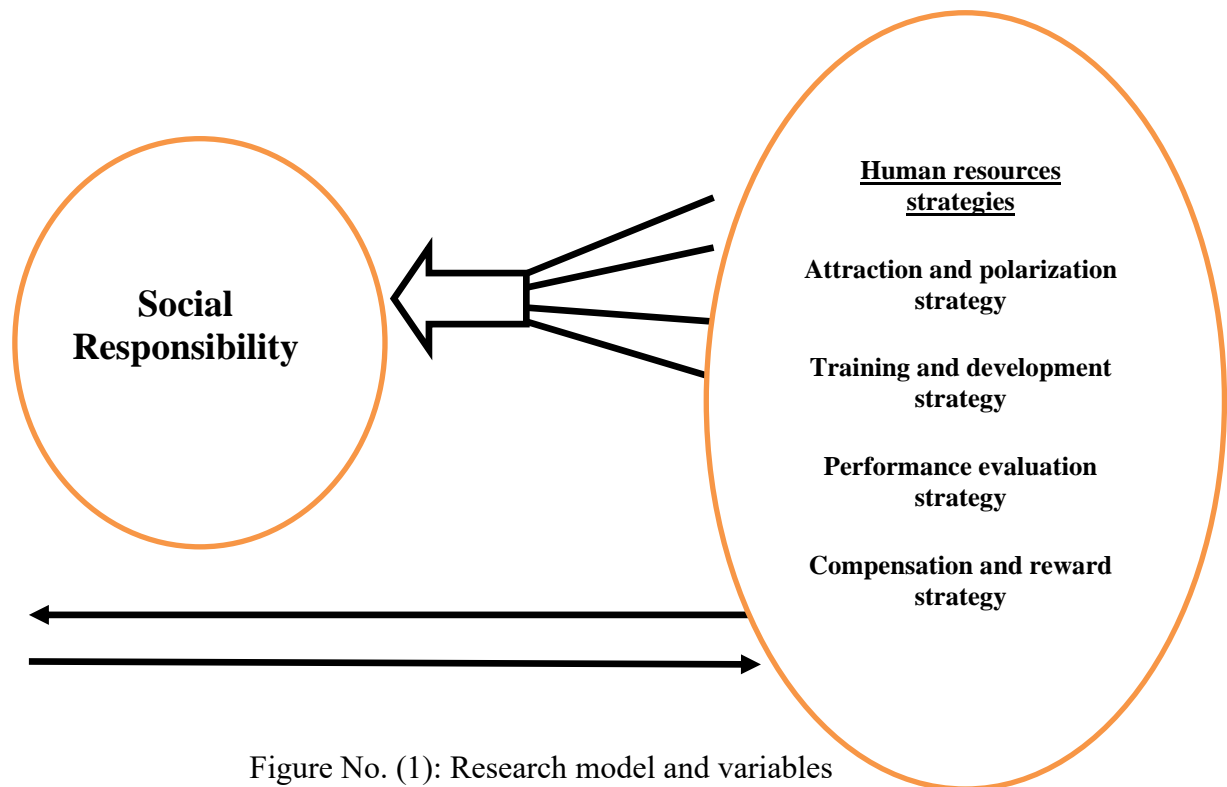 Social
Responsibility
Human resources
strategies
Attraction and polarization
strategy
Training and development
strategy
Performance evaluation
strategy
Compensation and reward
strategy
Figure No. (1): Research model and variables